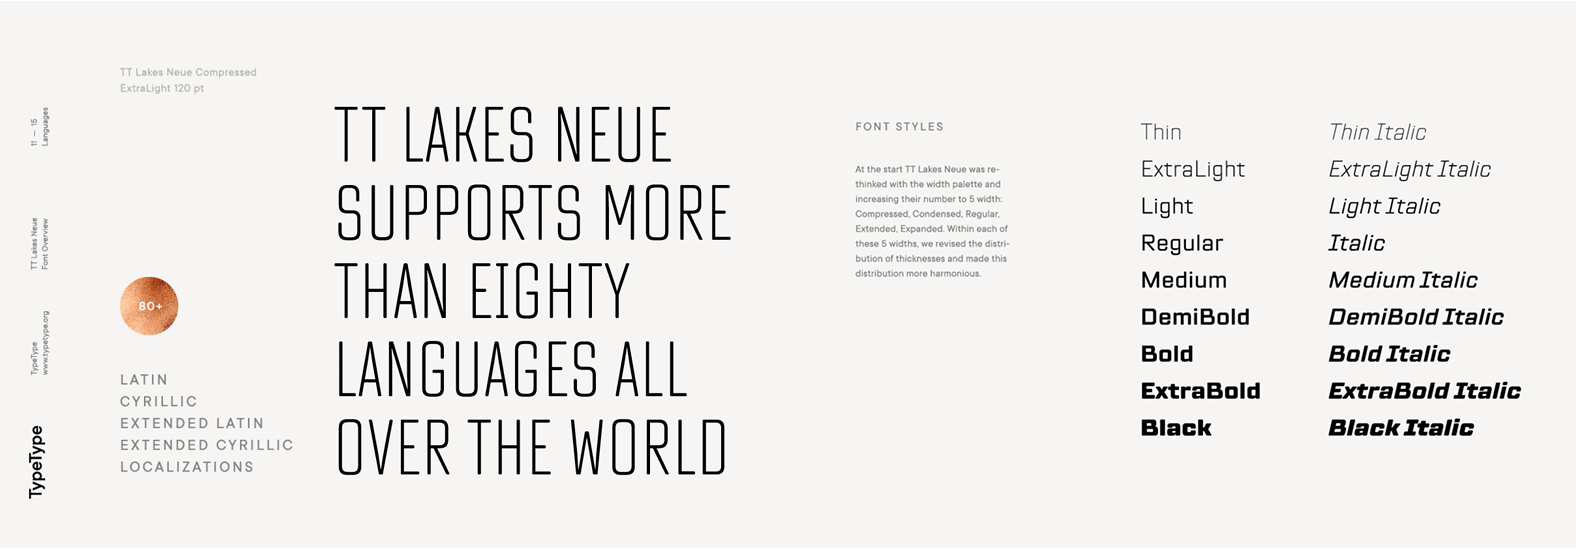 11 — 15
Languages
TT Lakes Neue
Font Overview
TypeType
www.typetype.org
TypeType
TT Lakes Neue Compressed
ExtraLight 120 pt
80+
LATIN
CYRILLIC
EXTENDED LATIN
EXTENDED CYRILLIC
LOCALIZATIONS
TT LAKES NEUE
SUPPORTS MORE
THAN EIGHTY
LANGUAGES ALL
OVER THE WORLD
FONT STYLES
At the start TT Lakes Neue was re-
thinked with the width palette and
increasing their number to 5 width:
Compressed, Condensed, Regular,
Extended, Expanded. Within each of
these 5 widths, we revised the distri-
bution of thicknesses and made this
distribution more harmonious.
Thin
ExtraLight
Light
Regular
Medium
DemiBold
Bold
ExtraBold
Black
Thin Italic
ExtraLight Italic
Light Italic
Italic
Medium Italic
DemiBold Italic
Bold Italic
ExtraBold Italic
Black Italic